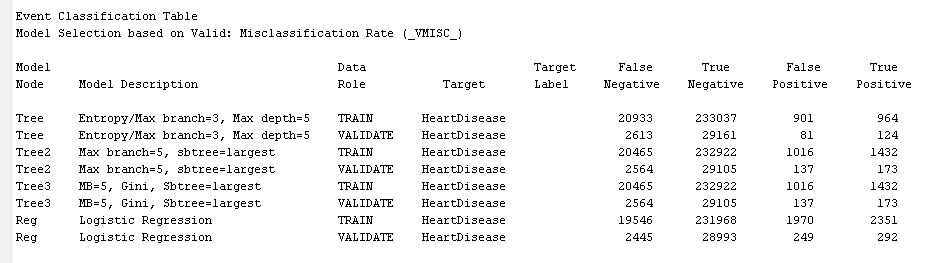 Event Classification Table
Model Selection based on Valid: Misclassification Rate (_VMISC_)
Model Data Target False True False True
Node Model Description Role Target Label Negative Negative Positive Positive
Tree Entropy/Max branch=3, Max depth=5 TRAIN HeartDisease 20933 233037 901 964
Tree Entropy/Max branch=3, Max depth=5 VALIDATE HeartDisease 2613 29161 81 124
Tree2 Max branch=5, sbtree=largest TRAIN HeartDisease 20465 232922 1016 1432
Tree2 Max branch=5, sbtree=largest VALIDATE HeartDisease 2564 29105 137 173
Tree3 MB=5, Gini, Sbtree=largest TRAIN HeartDisease 20465 232922 1016 1432
Tree3 MB=5, Gini, Sbtree=largest VALIDATE HeartDisease 2564 29105 137 173
Reg Logistic Regression TRAIN HeartDisease 19546 231968 1970 2351
Reg Logistic Regression VALIDATE HeartDisease 2445 28993 249 292